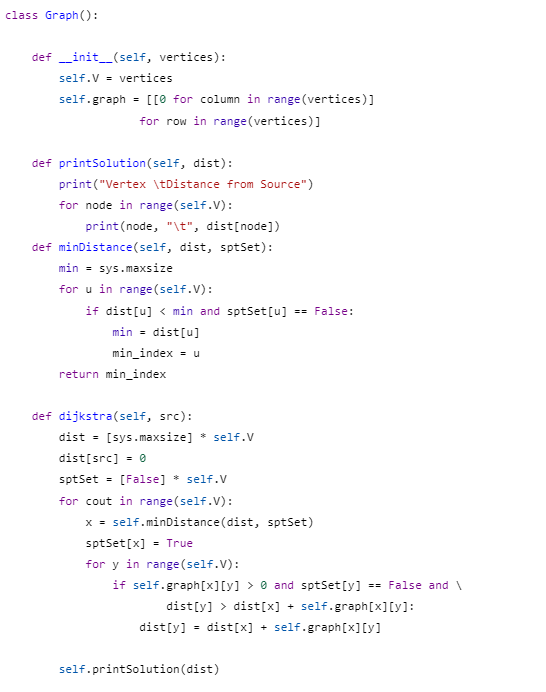 class Graph():
def __init__(self, vertices):
self.V = vertices
self.graph = [[0 for column in range(vertices)]
for row in range(vertices)]
def printSolution(self, dist):
print("Vertex \tDistance from Source")
for node in range(self.V):
print(node, "\t", dist[node])
def minDistance(self, dist, sptSet):
min = sys.maxsize
for u in range(self.V):
if dist[u] < min and sptSet[u] == False:
min = dist[u]
min_index = u
return min_index
def dijkstra(self, src):
dist = [sys.maxsize] * self.V
dist[src] = 0
sptSet = [False] * self.V
for cout in range(self.V):
x = self.minDistance(dist, sptSet)
sptSet[x] = True
for y in range(self.V):
if self.graph[x][y] > 0 and sptSet[y] == False and \
dist[y] > dist[x] + self.graph[x][y]:
dist[y] = dist[x] + self.graph[x][y]
self.printSolution(dist)